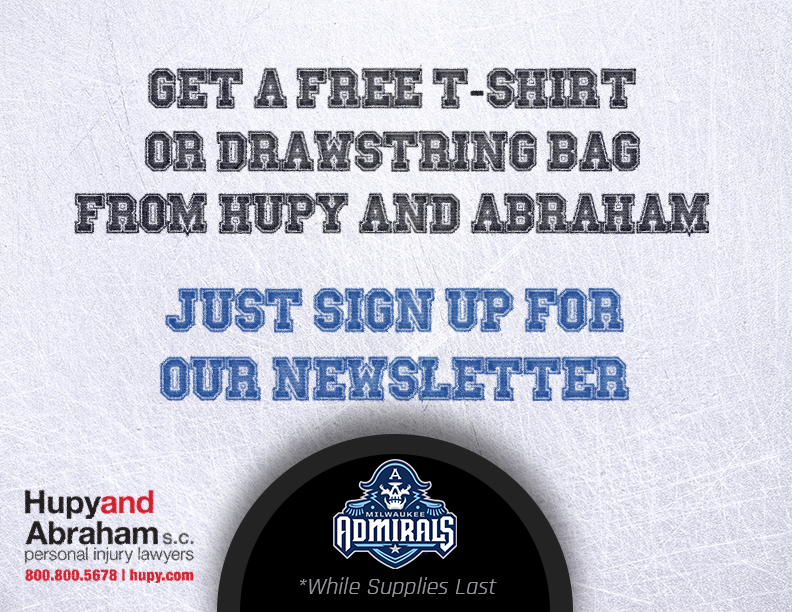 GET A FREE T-SHIRT
OR DRAWSTRING BAG
FROM HUPY AND ABRAHAM
JUST SIGN UP FOR
OUR NEWSLETTER
Hupyand
Abraham s.c.
personal injury lawyers
800.800.5678 | hupy.com
A
MILWAUKEE
ADMIRALS
*While Supplies Last